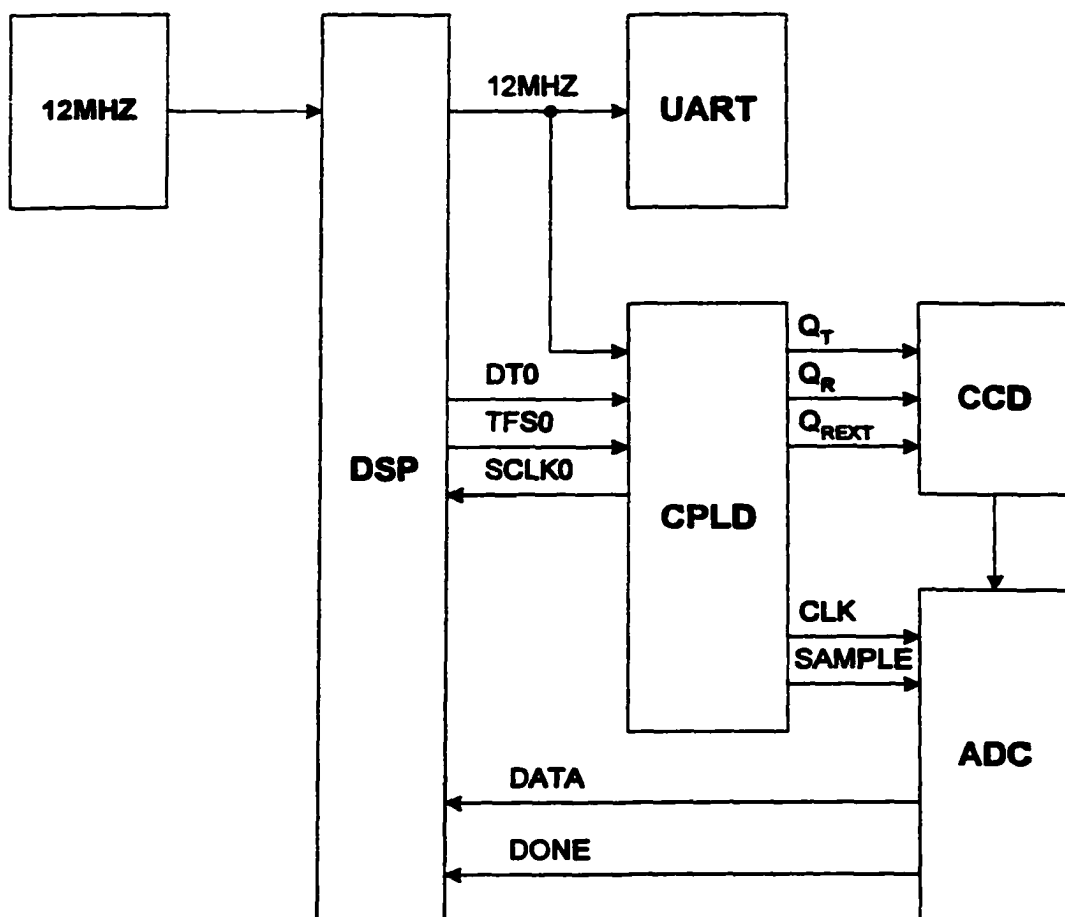 12MHZ
12MHZ
UART
DSP
DT0
TFS0
SCLK0
CPLD
Q_T
Q_R
Q_REXT
CCD
CLK
SAMPLE
ADC
DATA
DONE